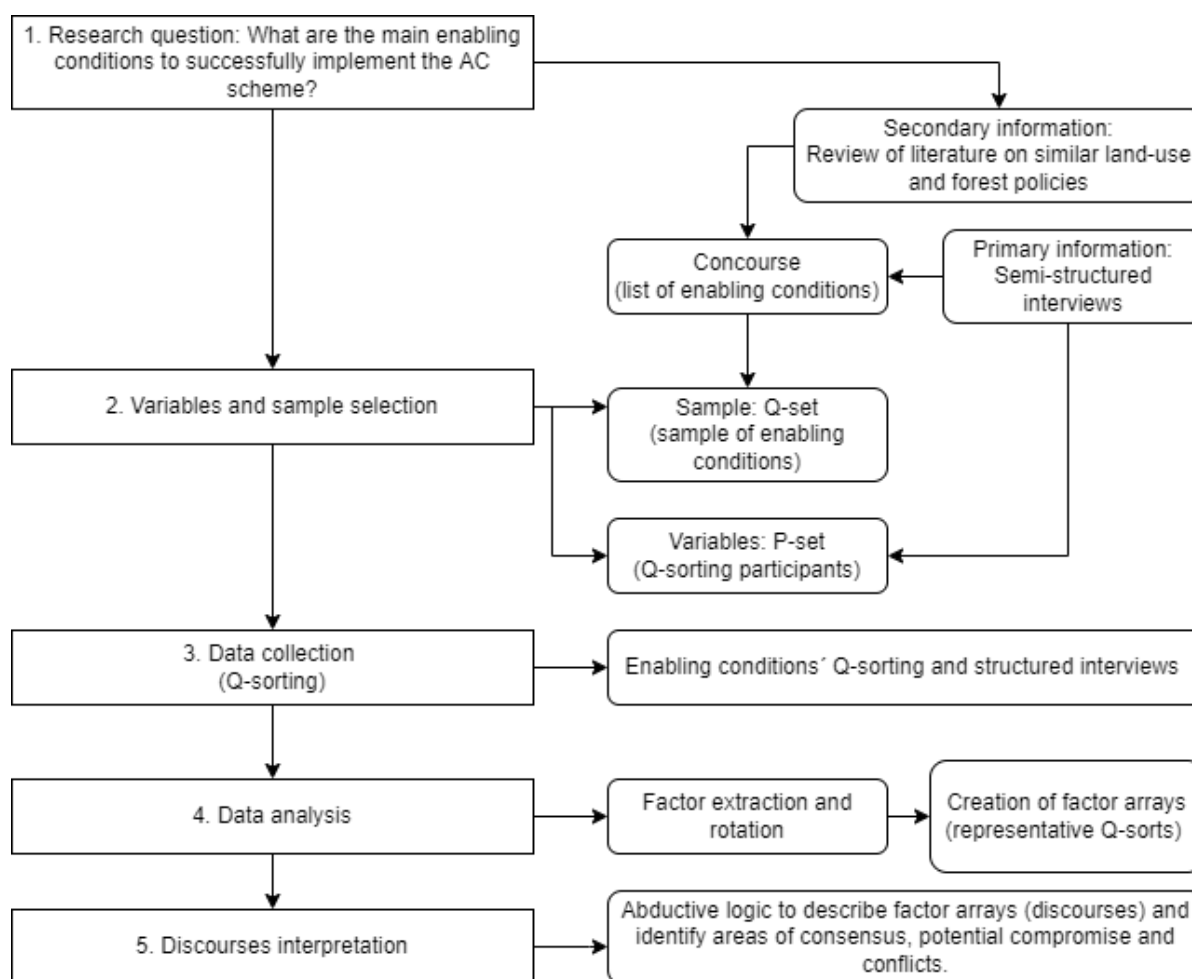 1. Research question: What are the main enabling
conditions to successfully implement the AC
scheme?
Secondary information:
Review of literature on similar land-use
and forest policies
Primary information:
Semi-structured
interviews
Concourse
(list of enabling conditions)
2. Variables and sample selection
Sample: Q-set
(sample of enabling
conditions)
Variables: P-set
(Q-sorting participants)
3. Data collection
(Q-sorting)
Enabling conditions´ Q-sorting and structured interviews
4. Data analysis
Factor extraction and
rotation
Creation of factor arrays
(representative Q-sorts)
5. Discourses interpretation
Abductive logic to describe factor arrays (discourses) and
identify areas of consensus, potential compromise and
conflicts.